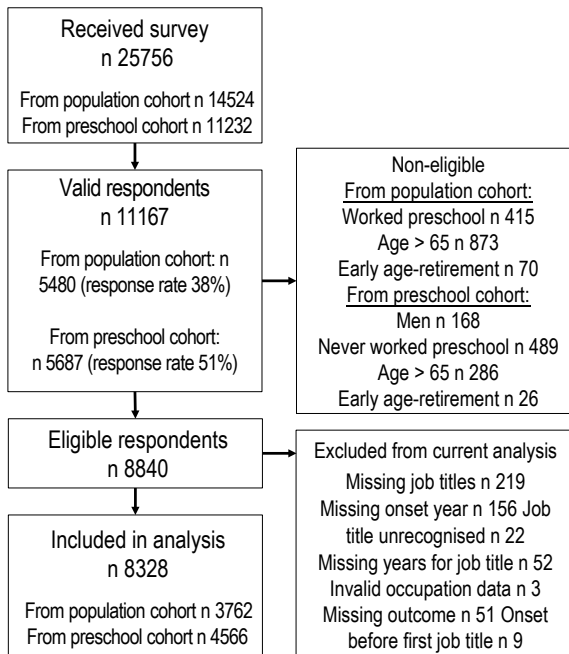 Received survey
n 25756
From population cohort n 14524
From preschool cohort n 11232
Valid respondents
n 11167
From population cohort: n
5480 (response rate 38%)
From preschool cohort:
n 5687 (response rate 51%)
Non-eligible
From population cohort:
Worked preschool n 415
Age > 65 n 873
Early age-retirement n 70
From preschool cohort:
Men n 168
Never worked preschool n 489
Age > 65 n 286
Early age-retirement n 26
Eligible respondents
n 8840
Excluded from current analysis
Missing job titles n 219
Missing onset year n 156 Job
title unrecognised n 22
Missing years for job title n 52
Invalid occupation data n 3
Missing outcome n 51 Onset
before first job title n 9
Included in analysis
n 8328
From population cohort n 3762
From preschool cohort n 4566